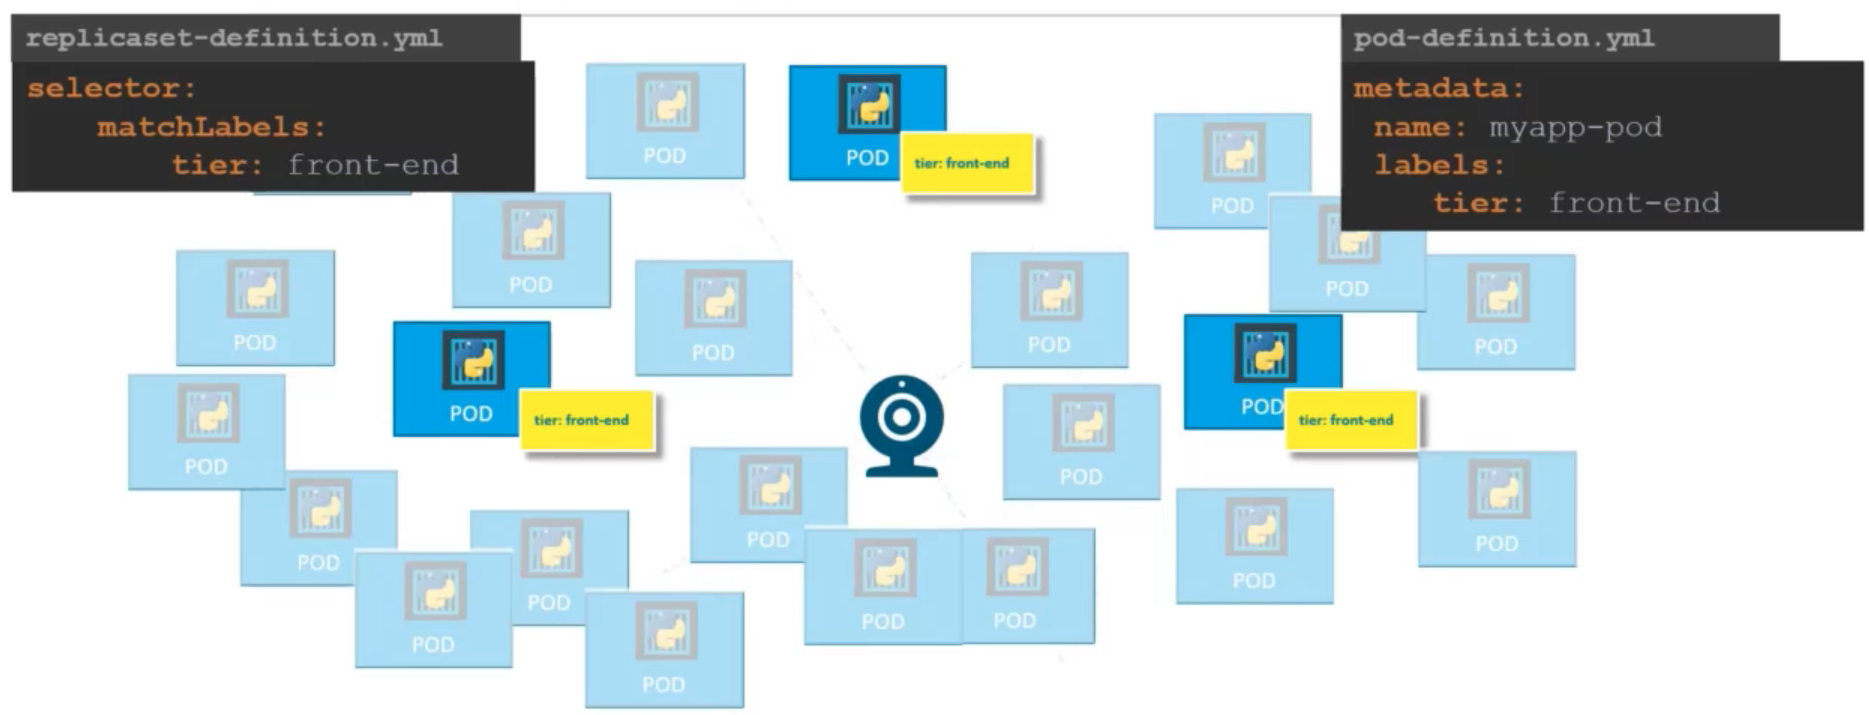 replicaset-definition.yml
selector:
matchLabels:
tier: front-end
pod-definition.yml
metadata:
name: myapp-pod
labels:
tier: front-end
POD
POD
tier: front-end
POD
POD
POD
POD
POD
POD
POD
POD
POD
tier: front-end
POD
tier: front-end
POD
POD
POD
POD
POD
POD
POD
POD
POD
POD
POD
POD